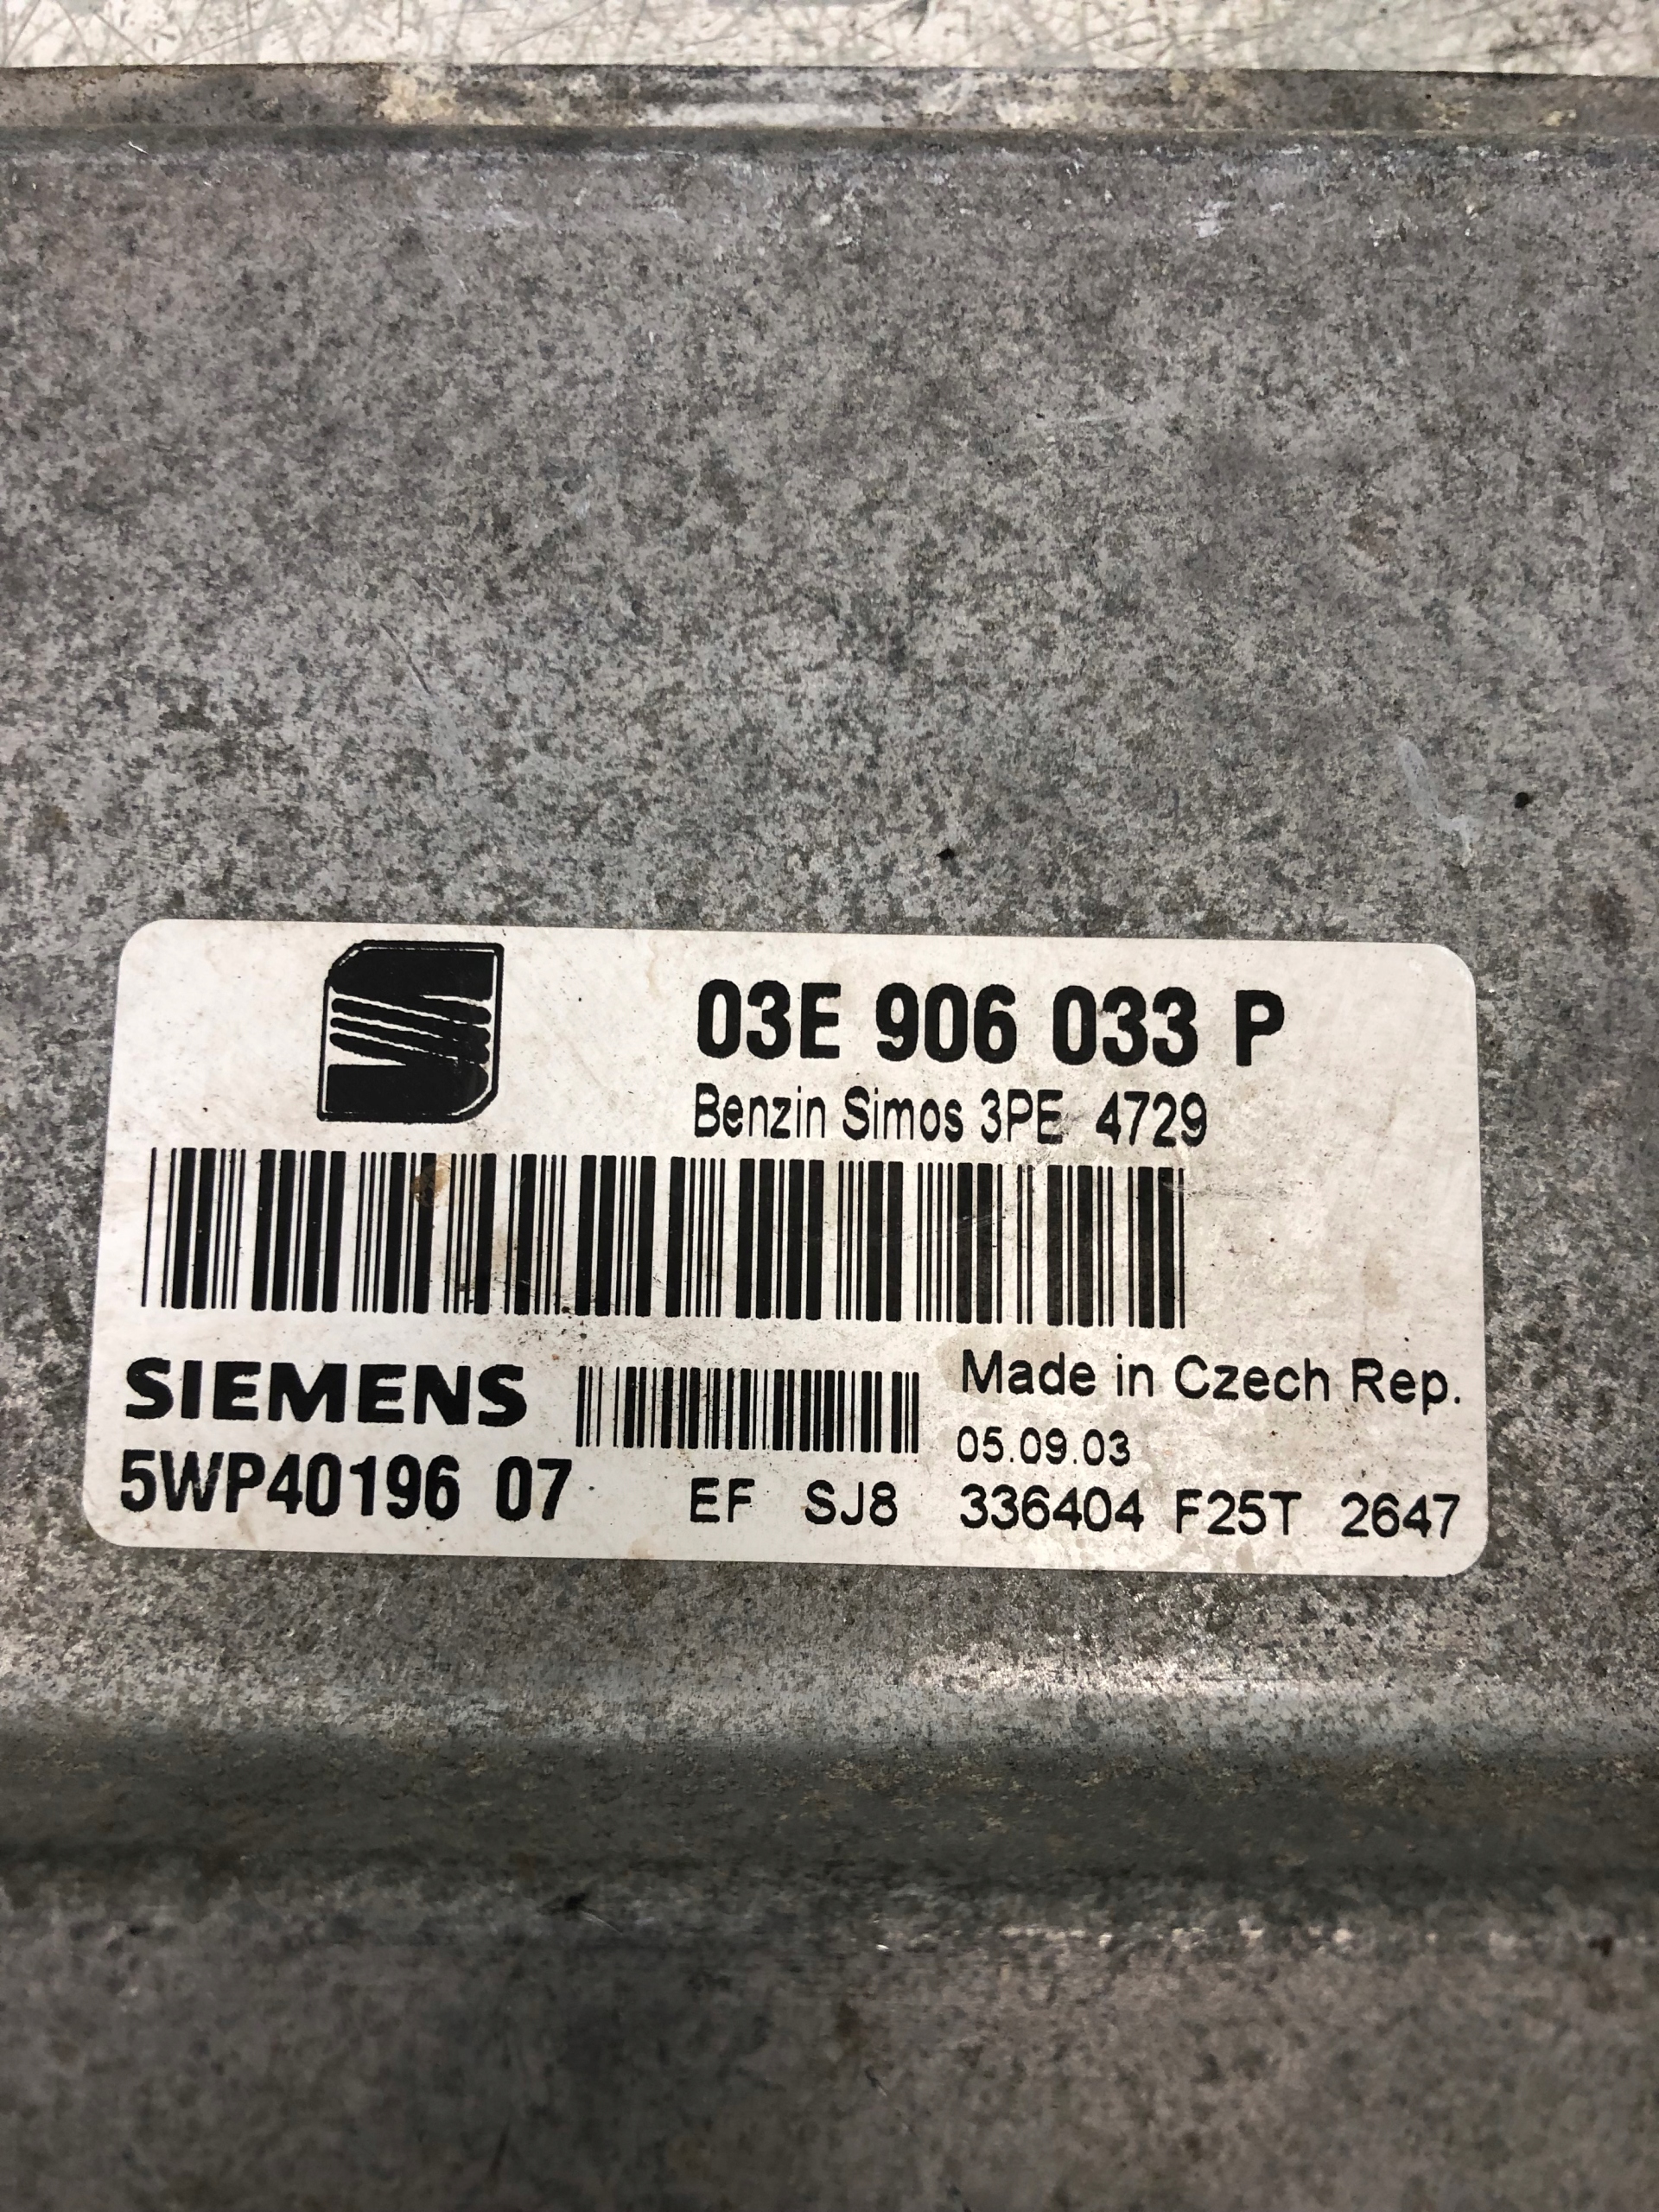 03E 906 033 P
Benzin Simos 3PE 4729
SIEMENS
5WP40196 07
Made in Czech Rep.
05.09.03
EF SJ8 336404 F25T 2647